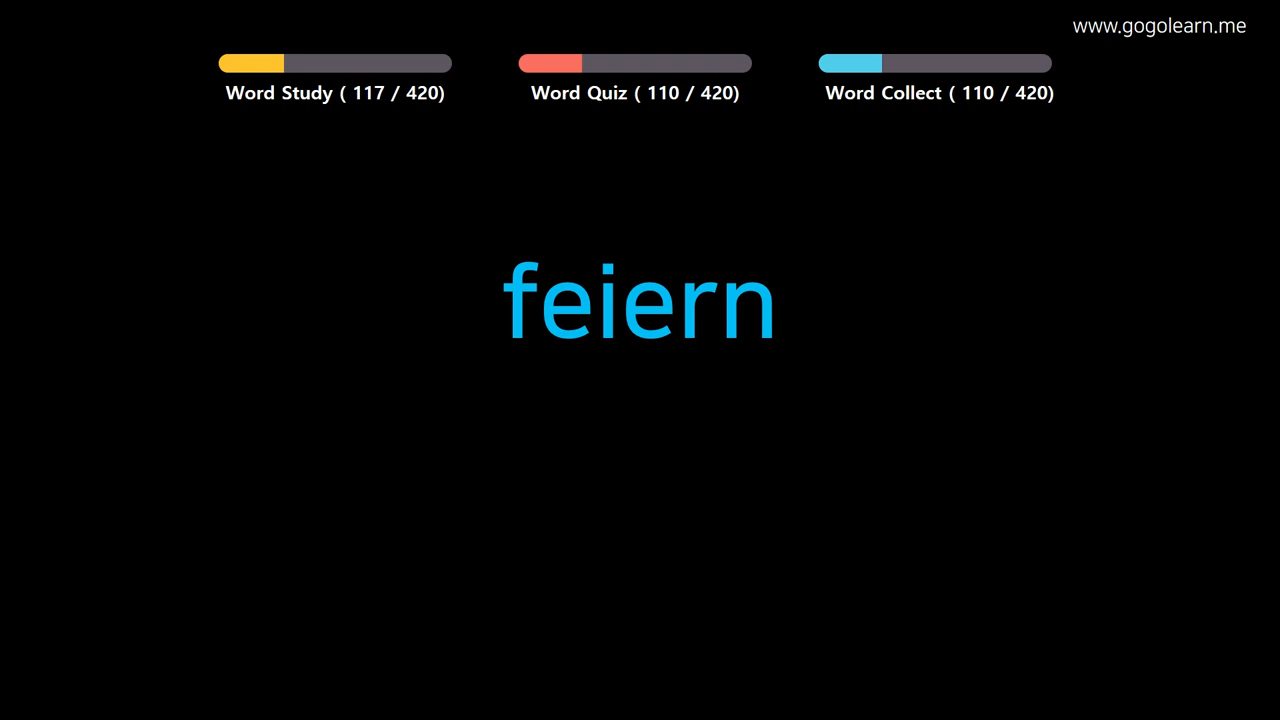 www.gogolearn.me
Word Study ( 117 / 420)
Word Quiz ( 110 / 420)
Word Collect ( 110 / 420)
feiern